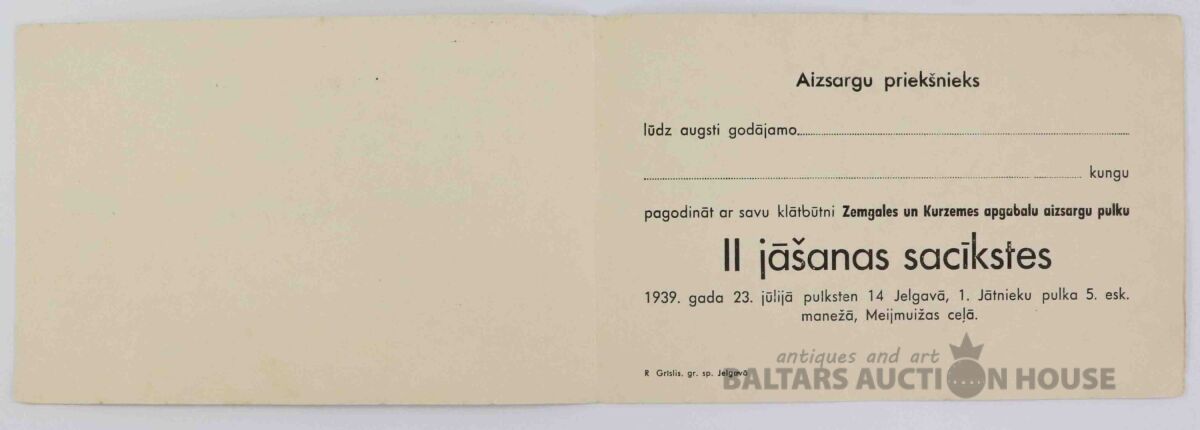 Aizsargu priekšnieks
lūdz augsti godājamo
kungu
pagodināt ar savu klātbūtni Zemgales un Kurzemes apgabalu aizsargu pulku
II jāšanas sacīkstes
1939. gada 23. jūlijā pulksten 14 Jelgavā, 1. Jātnieku pulka 5. esk.
manežā, Meijmuižas ceļā.
R Grīslis, gr. sp. Jelgavā
antiques and art
BALTARS AUCTION HOUSE